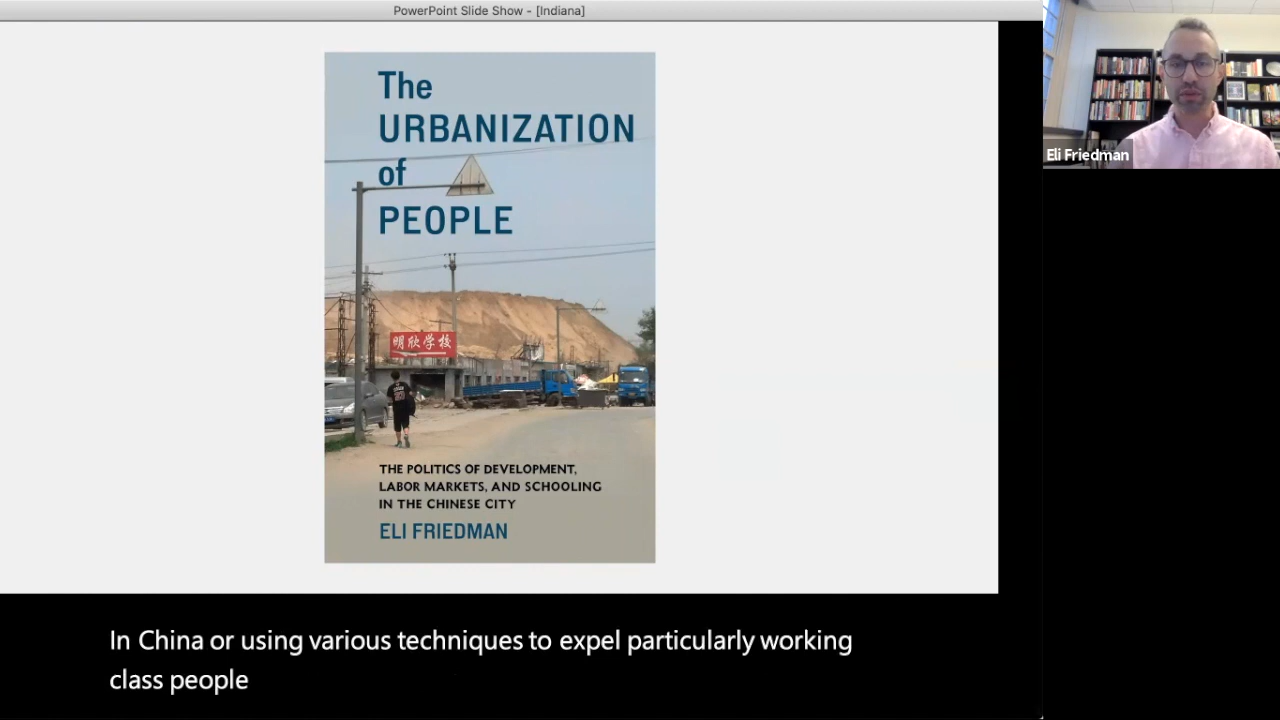 PowerPoint Slide Show - [Indiana]
The
URBANIZATION
of
PEOPLE
明欣学校
THE POLITICS OF DEVELOPMENT,
LABOR MARKETS, AND SCHOOLING
IN THE CHINESE CITY
ELI FRIEDMAN
Eli Friedman
In China or using various techniques to expel particularly working
class people